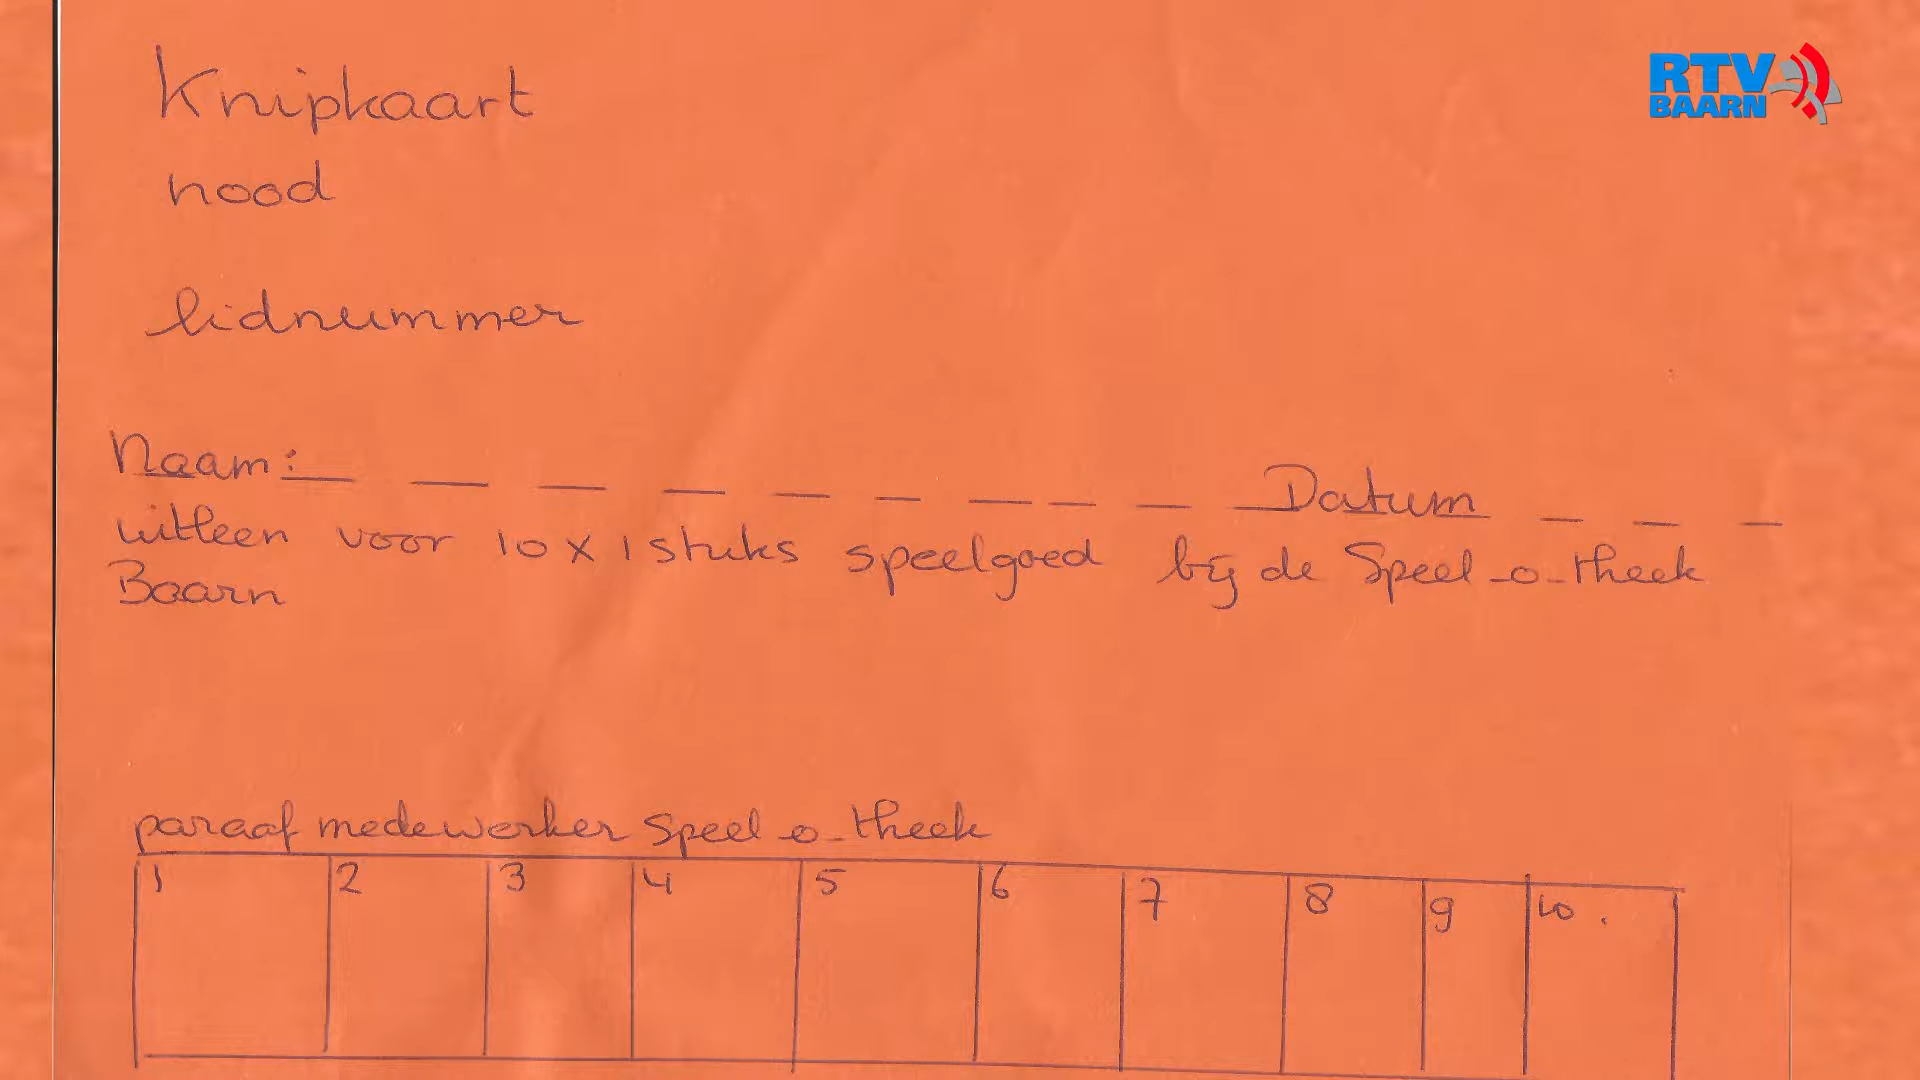 RTV
BAARN
Knipkaart
nood
lidnummer
Naam: _ _ _ _ _ _ _ _ _ _ Datum _ _ _
uitleen voor 10 x 1 stuks speelgoed bij de Speel-o-theek
Baarn
paraaf medewerker speel-o-theek
1 2 3 4 5 6 7 8 9 10.